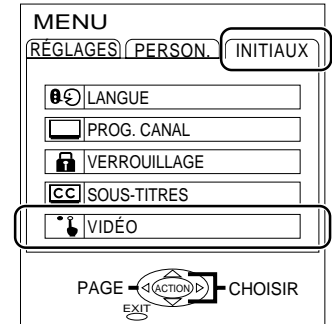 MENU
RÉGLAGES PERSON. INITIAUX
LANGUE
PROG. CANAL
VERROUILLAGE
CC SOUS-TITRES
VIDÉO
PAGE ACTION CHOISIR
EXIT